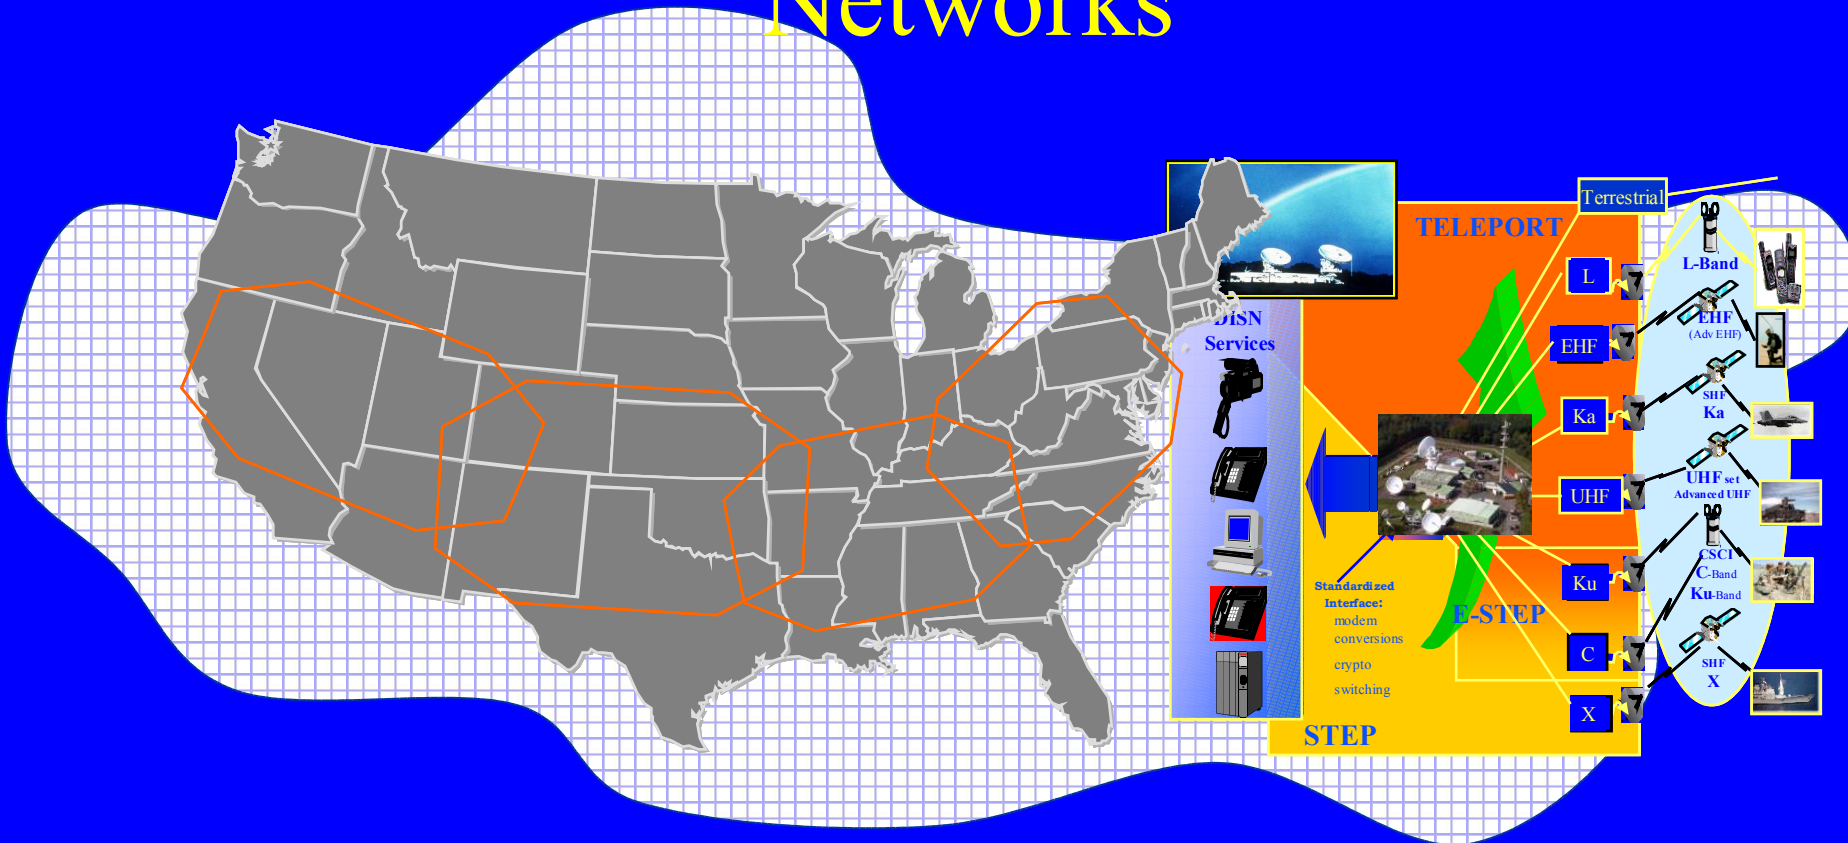 Networks
Terrestrial
TELEPORT
L
EHF
Ka
UHF
Ku
C
X
L-Band
EHF
(Adv EHF)
SHF
Ka
UHF set
Advanced UHF
CSCI
C-Band
Ku-Band
SHF
X
DISN
Services
Standardized
Interface:
modem
conversions
crypto
switching
E-STEP
STEP